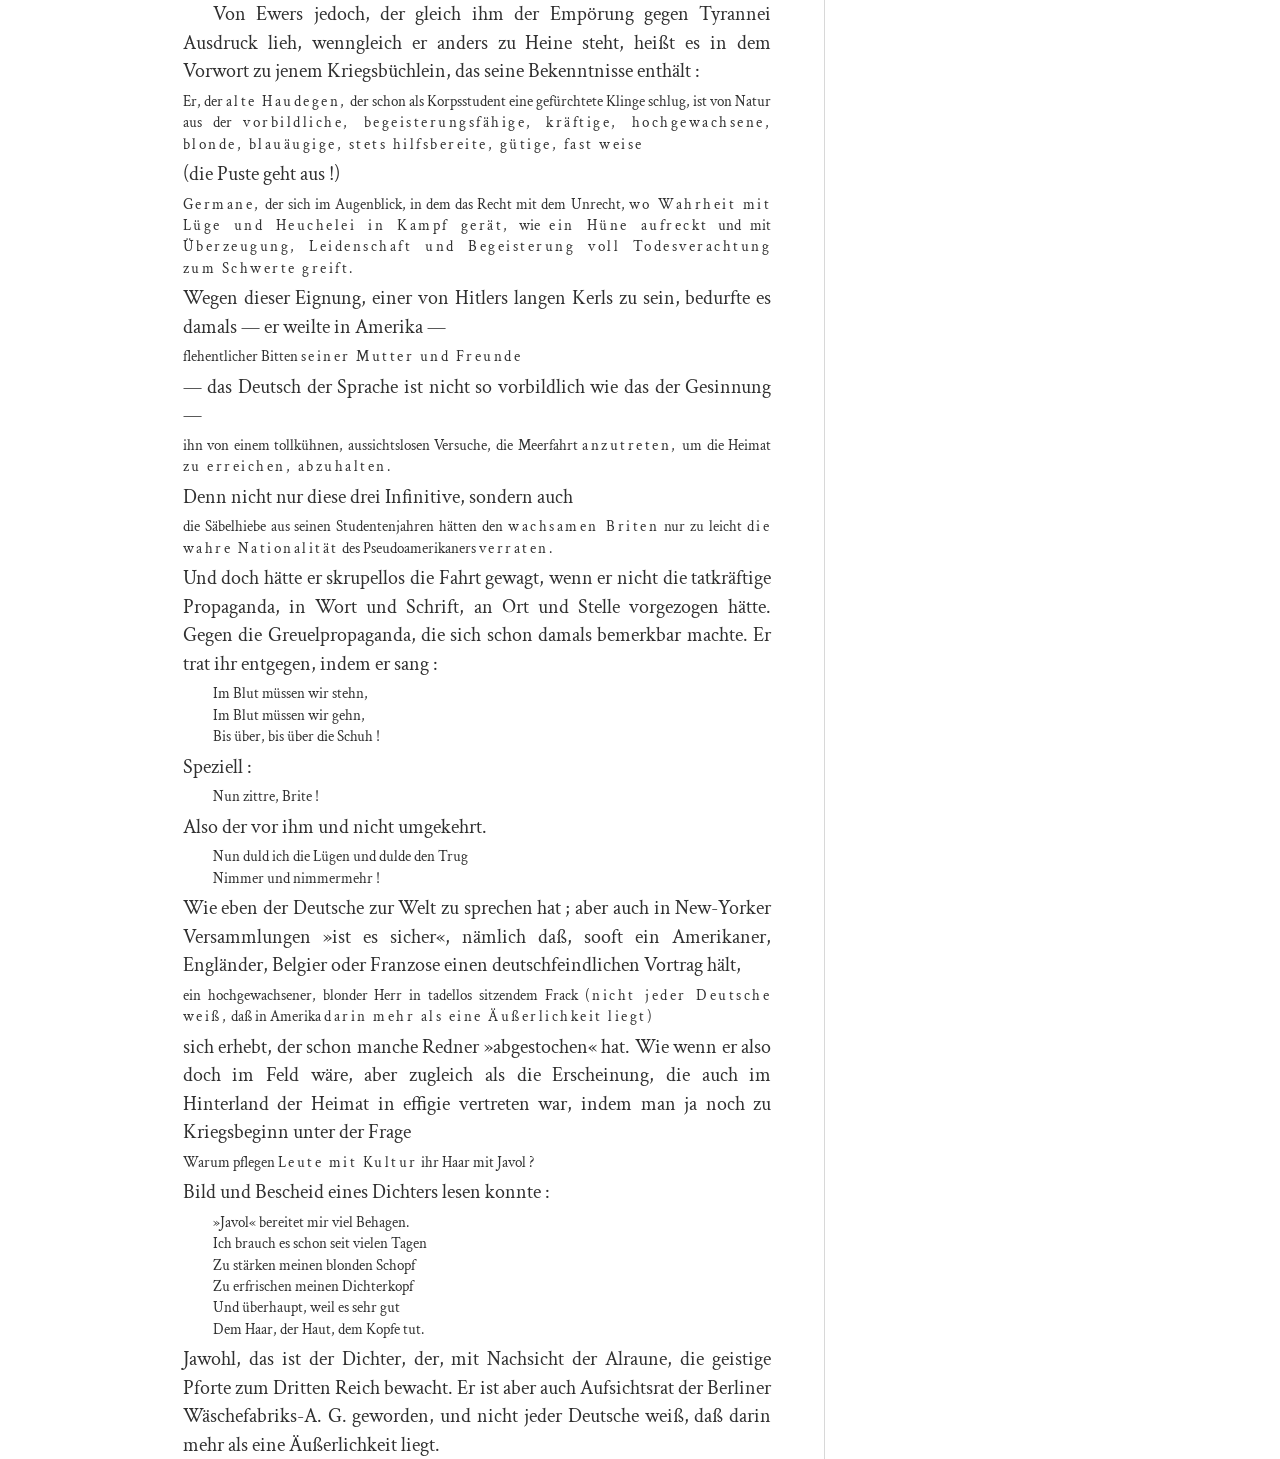 Von Ewers jedoch, der gleich ihm der Empörung gegen Tyrannei
Ausdruck lieh, wenngleich er anders zu Heine steht, heißt es in dem
Vorwort zu jenem Kriegsbüchlein, das seine Bekenntnisse enthält :
Er, der alte Haudegen, der schon als Korpsstudent eine gefürchtete Klinge schlug, ist von Natur
aus der vorbildliche, begeisterungsfähige, kräftige, hochgewachsene,
blonde, blauäugige, stets hilfsbereite, gütige, fast weise
(die Puste geht aus !)
Germane, der sich im Augenblick, in dem das Recht mit dem Unrecht, wo Wahrheit mit
Lüge und Heuchelei in Kampf gerät, wie ein Hüne aufreckt und mit
Überzeugung, Leidenschaft und Begeisterung voll Todesverachtung
zum Schwerte greift.
Wegen dieser Eignung, einer von Hitlers langen Kerls zu sein, bedurfte es
damals — er weilte in Amerika —
flehentlicher Bitten seiner Mutter und Freunde
— das Deutsch der Sprache ist nicht so vorbildlich wie das der Gesinnung
—
ihn von einem tollkühnen, aussichtslosen Versuche, die Meerfahrt anzutreten, um die Heimat
zu erreichen, abzuhalten.
Denn nicht nur diese drei Infinitive, sondern auch
die Säbelhiebe aus seinen Studentenjahren hätten den wachsamen Briten nur zu leicht die
wahre Nationalität des Pseudoamerikaners verraten.
Und doch hätte er skrupellos die Fahrt gewagt, wenn er nicht die tatkräftige
Propaganda, in Wort und Schrift, an Ort und Stelle vorgezogen hätte.
Gegen die Greuelpropaganda, die sich schon damals bemerkbar machte. Er
trat ihr entgegen, indem er sang :
Im Blut müssen wir stehn,
Im Blut müssen wir gehn,
Bis über, bis über die Schuh !
Speziell :
Nun zittre, Brite !
Also der vor ihm und nicht umgekehrt.
Nun duld ich die Lügen und dulde den Trug
Nimmer und nimmermehr !
Wie eben der Deutsche zur Welt zu sprechen hat ; aber auch in New-Yorker
Versammlungen »ist es sicher«, nämlich daß, sooft ein Amerikaner,
Engländer, Belgier oder Franzose einen deutschfeindlichen Vortrag hält,
ein hochgewachsener, blonder Herr in tadellos sitzendem Frack (nicht jeder Deutsche
weiß, daß in Amerika darin mehr als eine Äußerlichkeit liegt)
sich erhebt, der schon manche Redner »abgestochen« hat. Wie wenn er also
doch im Feld wäre, aber zugleich als die Erscheinung, die auch im
Hinterland der Heimat in effigie vertreten war, indem man ja noch zu
Kriegsbeginn unter der Frage
Warum pflegen Leute mit Kultur ihr Haar mit Javol ?
Bild und Bescheid eines Dichters lesen konnte :
»Javol« bereitet mir viel Behagen.
Ich brauch es schon seit vielen Tagen
Zu stärken meinen blonden Schopf
Zu erfrischen meinen Dichterkopf
Und überhaupt, weil es sehr gut
Dem Haar, der Haut, dem Kopfe tut.
Jawohl, das ist der Dichter, der, mit Nachsicht der Alraune, die geistige
Pforte zum Dritten Reich bewacht. Er ist aber auch Aufsichtsrat der Berliner
Wäschefabriks-A. G. geworden, und nicht jeder Deutsche weiß, daß darin
mehr als eine Äußerlichkeit liegt.